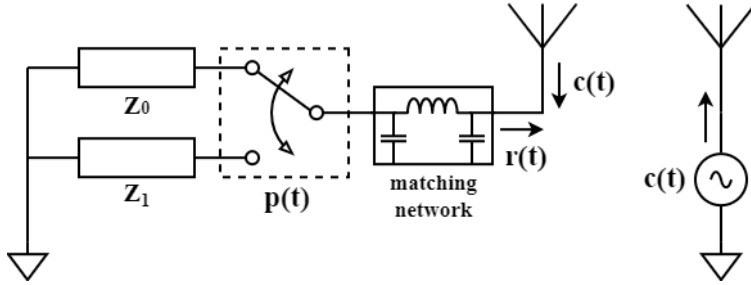 Z₀
Z₁
p(t)
matching
network
r(t)
c(t)
c(t)